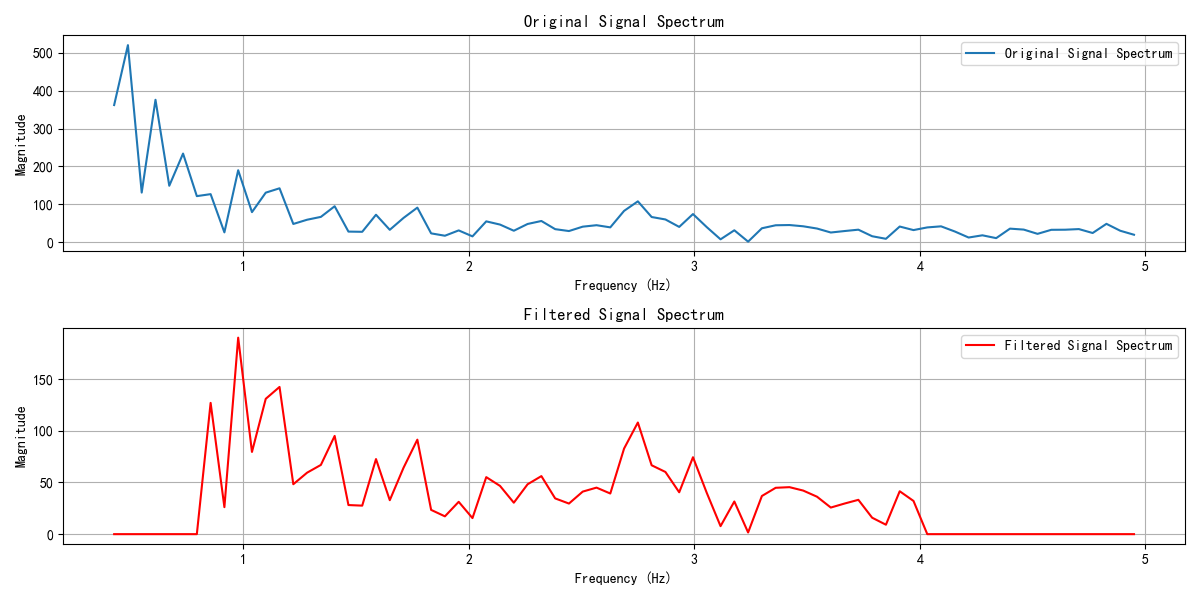 Original Signal Spectrum
Original Signal Spectrum
Magnitude
500
400
300
200
100
0
1
2
3
4
5
Frequency (Hz)
Filtered Signal Spectrum
Filtered Signal Spectrum
Magnitude
150
100
50
0
1
2
3
4
5
Frequency (Hz)